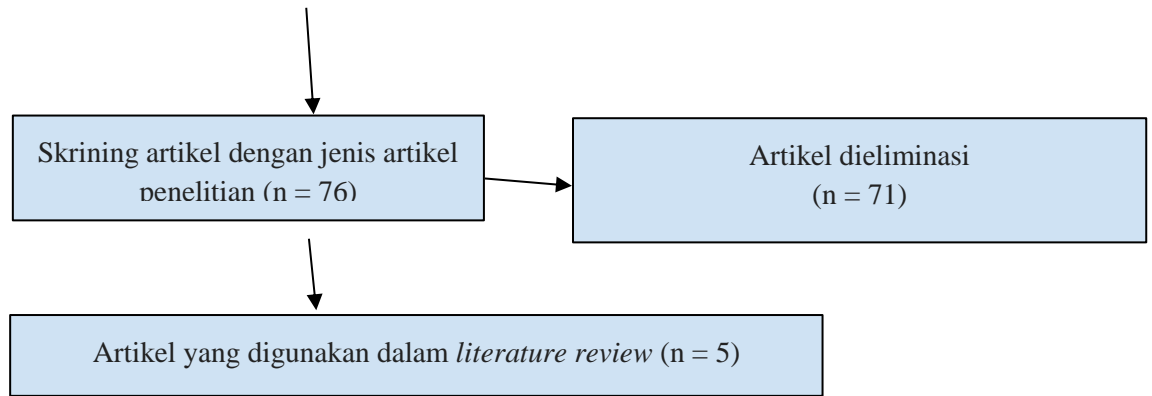 Skrining artikel dengan jenis artikel
penelitian (n = 76)
Artikel dieliminasi
(n = 71)
Artikel yang digunakan dalam literature review (n = 5)